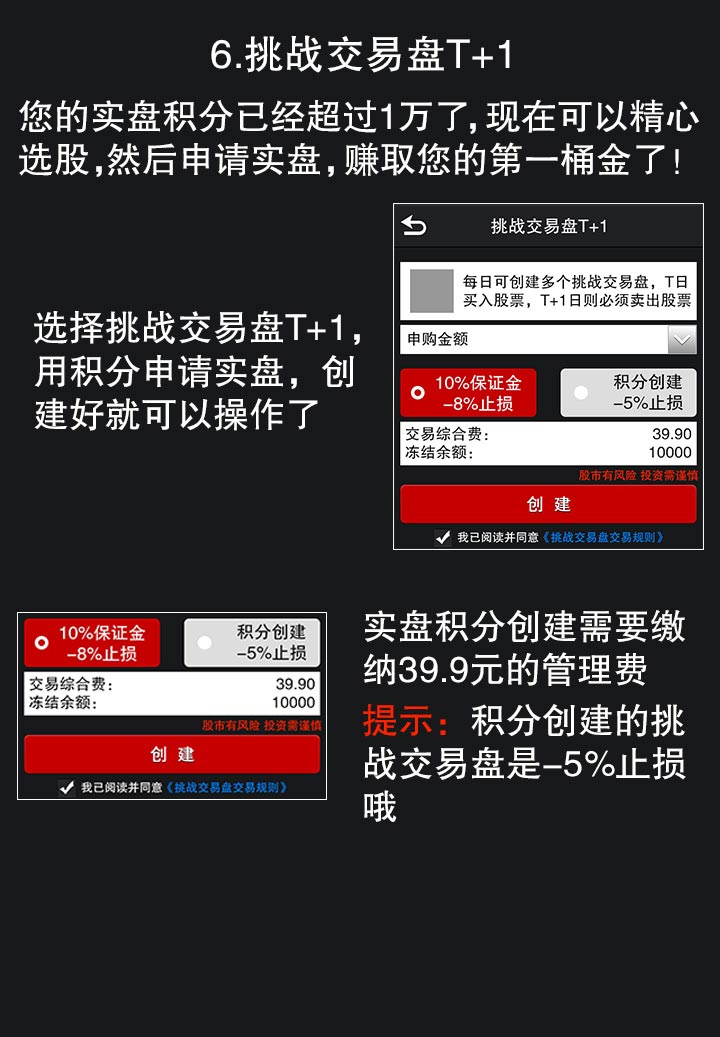 6.挑战交易盘T+1
您的实盘积分已经超过1万了,现在可以精心
选股,然后申请实盘,赚取您的第一桶金了!
挑战交易盘T+1
每日可创建多个挑战交易盘，T日
买入股票，T+1日则必须卖出股票
申购金额
10%保证金
-8%止损
积分创建
-5%止损
交易综合费: 39.90
冻结余额: 10000
股市有风险 投资需谨慎
创 建
我已阅读并同意《挑战交易盘交易规则》
选择挑战交易盘T+1,
用积分申请实盘，创
建好就可以操作了
10%保证金
-8%止损
积分创建
-5%止损
交易综合费: 39.90
冻结余额: 10000
股市有风险 投资需谨慎
创 建
我已阅读并同意《挑战交易盘交易规则》
实盘积分创建需要缴
纳39.9元的管理费
提示：积分创建的挑
战交易盘是-5%止损
哦